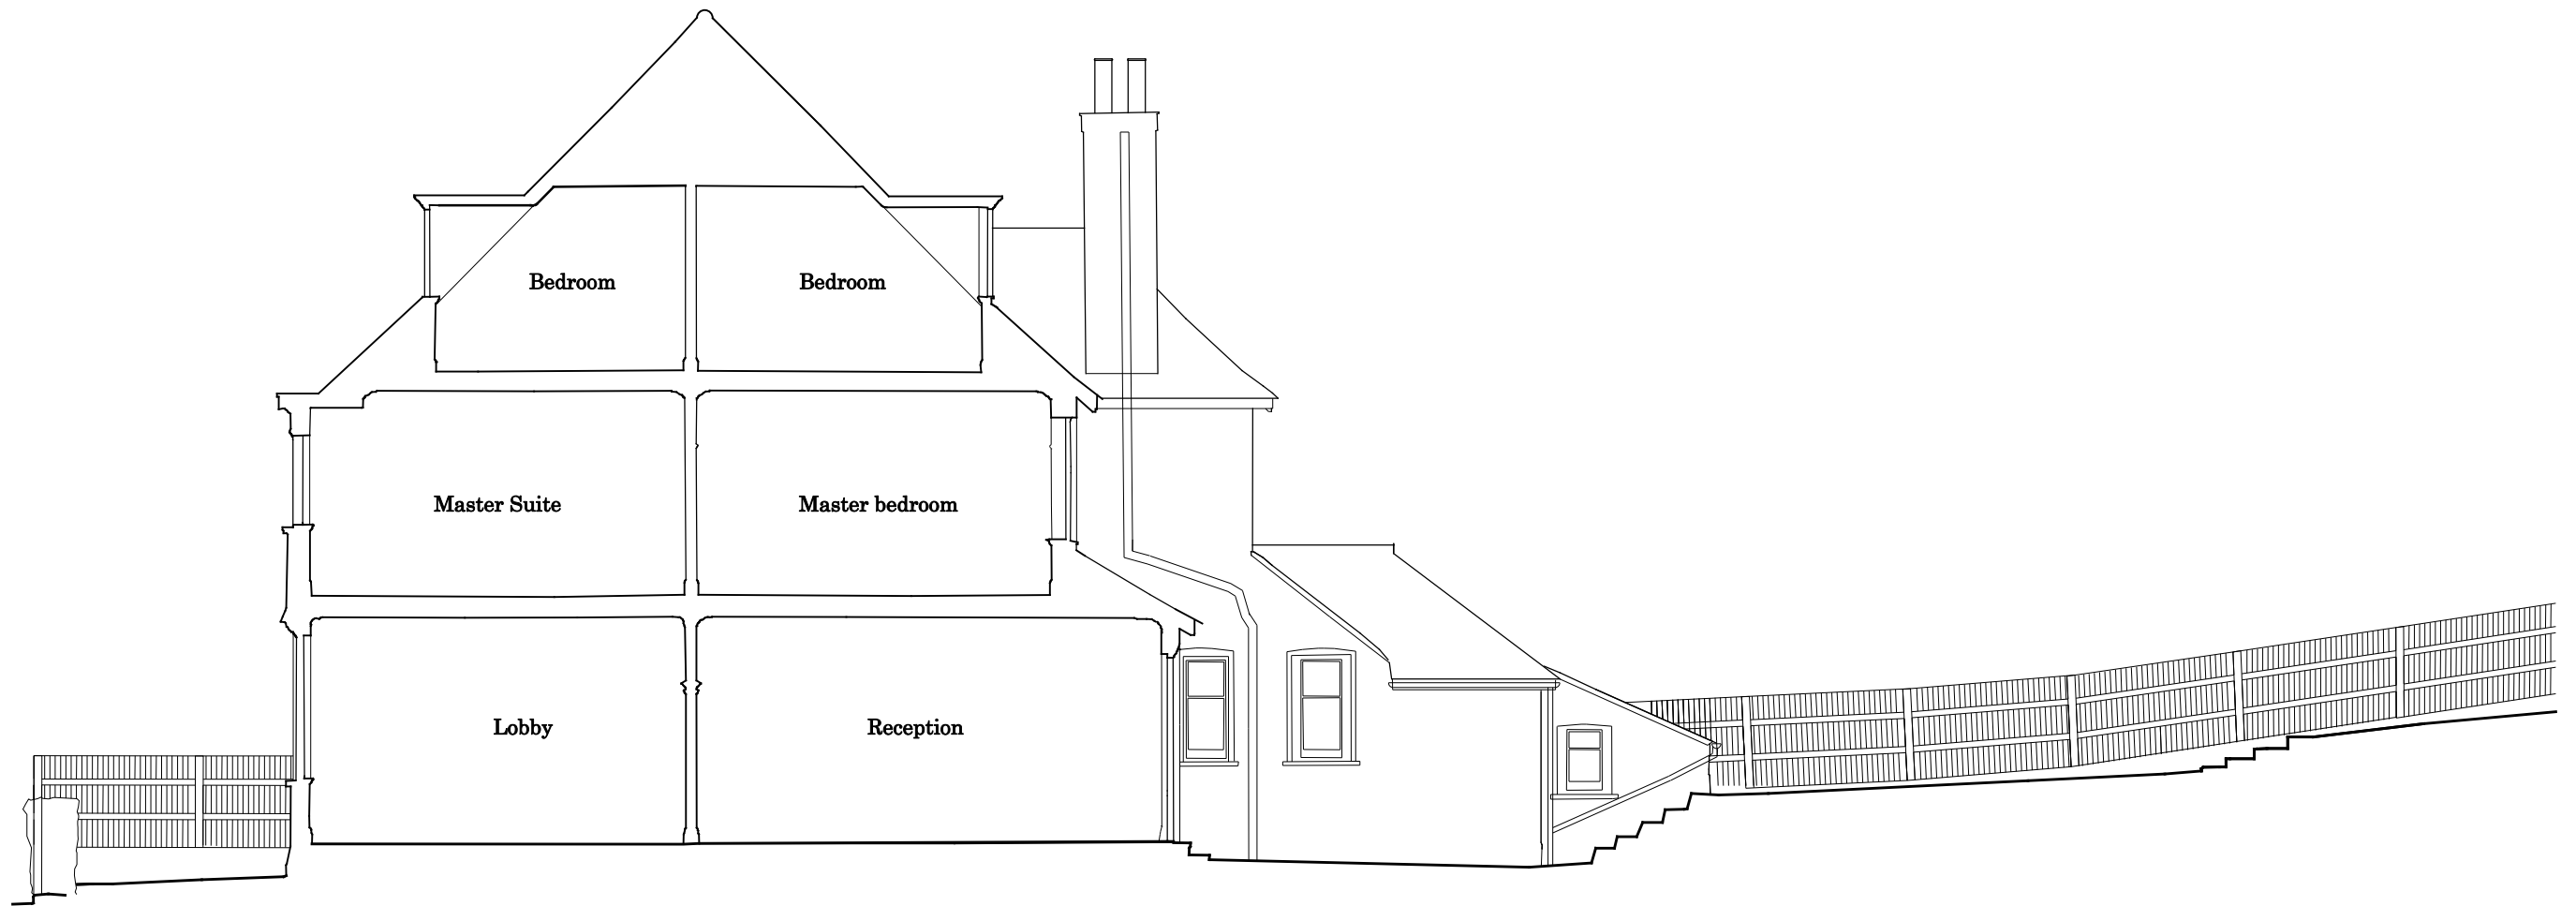 Bedroom
Bedroom
Master Suite
Master bedroom
Lobby
Reception